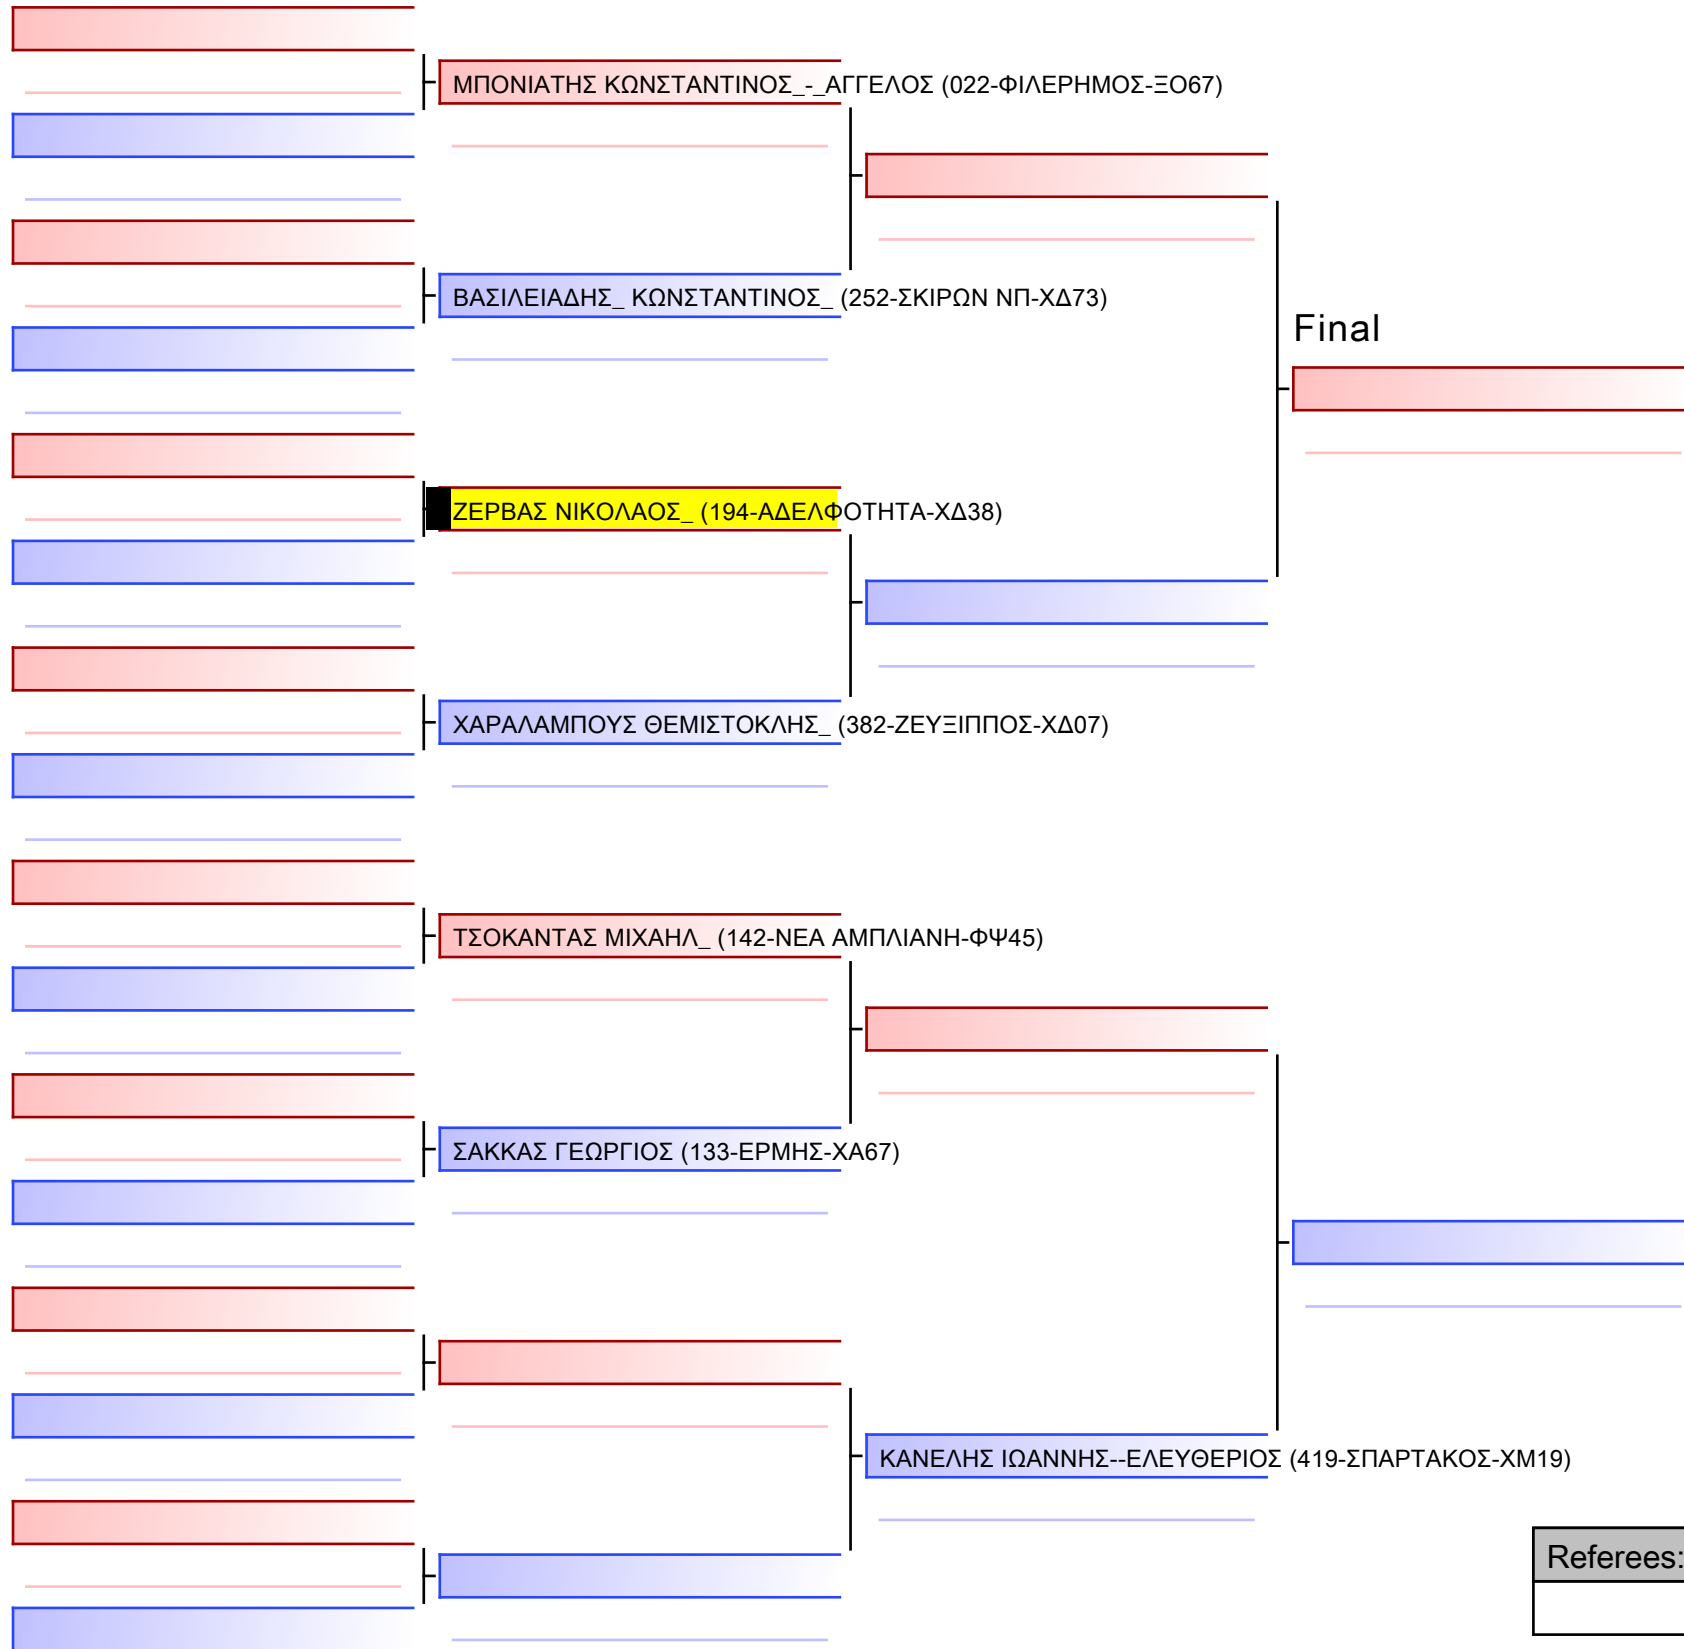 ΜΠΟΝΙΑΤΗΣ ΚΩΝΣΤΑΝΤΙΝΟΣ_-_ΑΓΓΕΛΟΣ (022-ΦΙΛΕΡΗΜΟΣ-ΞΟ67)
ΒΑΣΙΛΕΙΑΔΗΣ_ ΚΩΝΣΤΑΝΤΙΝΟΣ_ (252-ΣΚΙΡΩΝ ΝΠ-ΧΔ73)
Final
ΖΕΡΒΑΣ ΝΙΚΟΛΑΟΣ_ (194-ΑΔΕΛΦΟΤΗΤΑ-ΧΔ38)
ΧΑΡΑΛΑΜΠΟΥΣ ΘΕΜΙΣΤΟΚΛΗΣ_ (382-ΖΕΥΞΙΠΠΟΣ-ΧΔ07)
ΤΣΟΚΑΝΤΑΣ ΜΙΧΑΗΛ_ (142-ΝΕΑ ΑΜΠΛΙΑΝΗ-ΦΨ45)
ΣΑΚΚΑΣ ΓΕΩΡΓΙΟΣ (133-ΕΡΜΗΣ-ΧΑ67)
ΚΑΝΕΛΗΣ ΙΩΑΝΝΗΣ--ΕΛΕΥΘΕΡΙΟΣ (419-ΣΠΑΡΤΑΚΟΣ-ΧΜ19)
Referees: